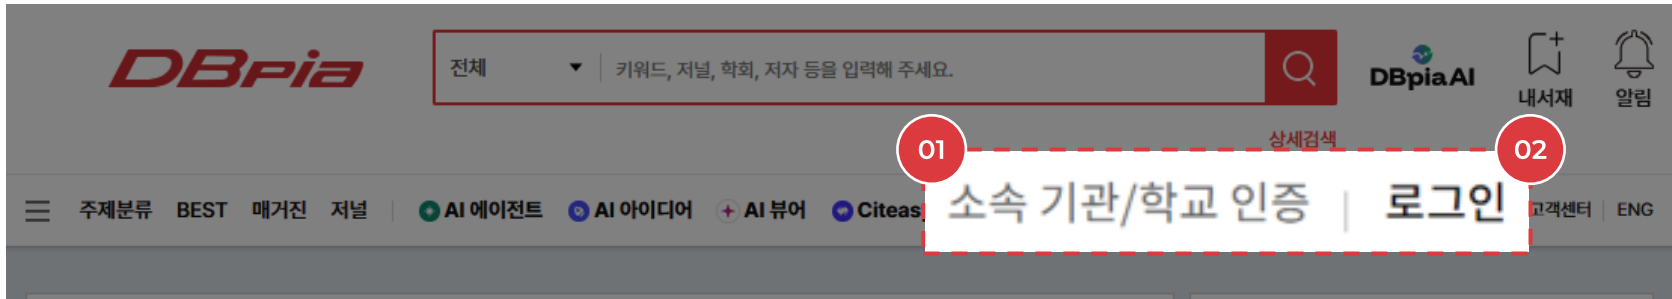 DBpia
전체
키워드, 저널, 학회, 저자 등을 입력해 주세요.
DBpia AI
내서재
알림
상세검색
01
02
주제분류 BEST 매거진 저널 AI 에이전트 AI 아이디어 AI 뷰어 Citeas
소속 기관/학교 인증 | 로그인
고객센터 ENG